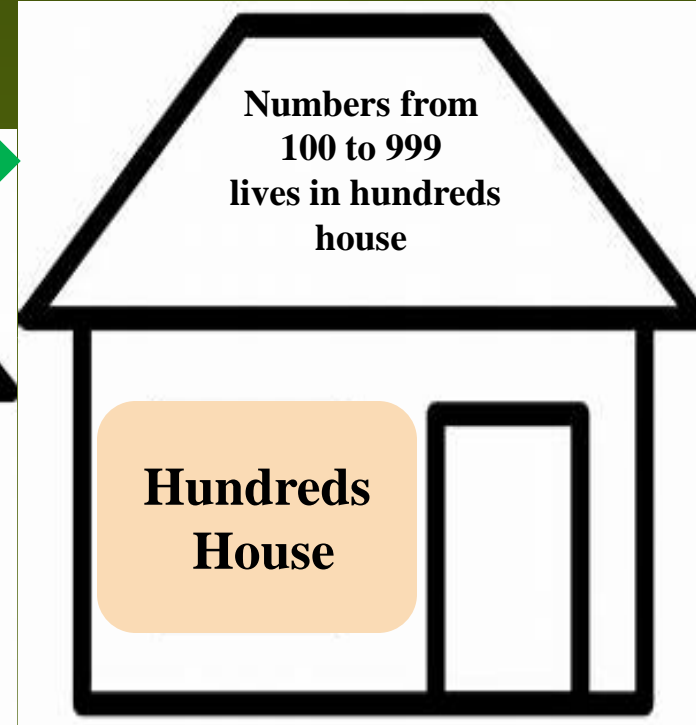 Numbers from
100 to 999
lives in hundreds
house
Hundreds
House